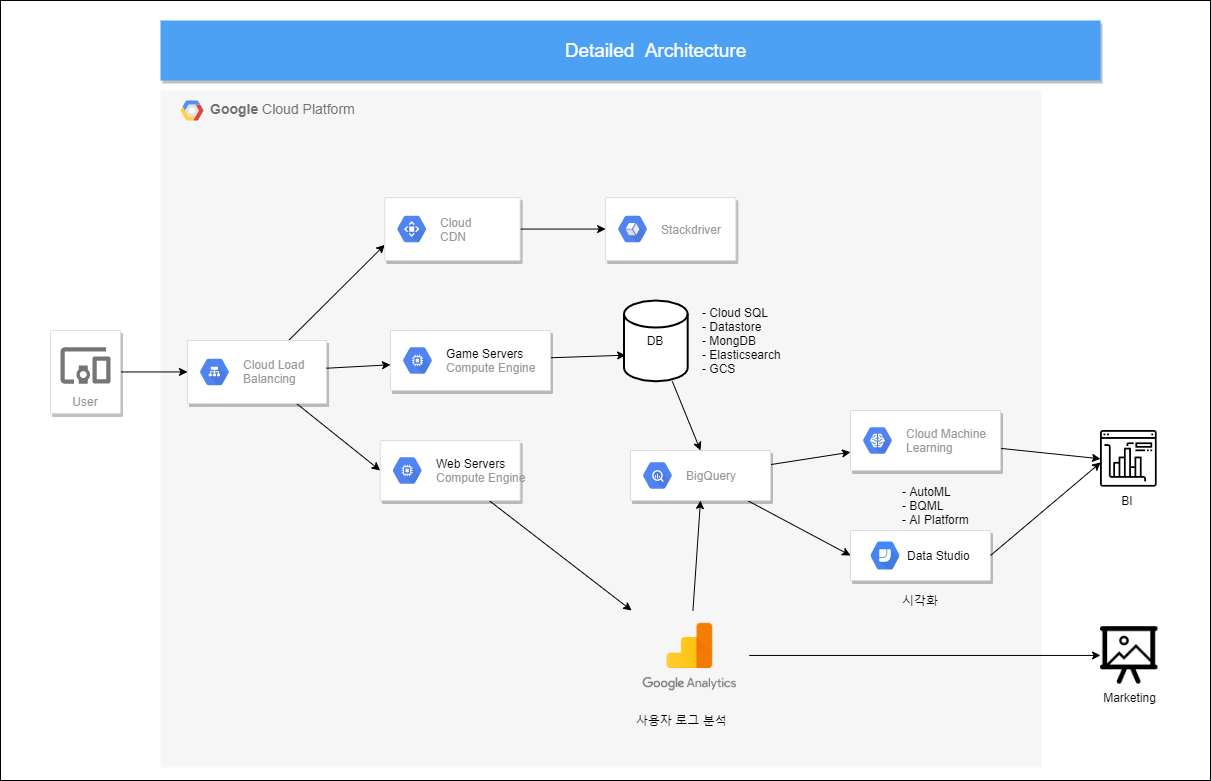 Detailed Architecture
Google Cloud Platform
Cloud
CDN
Stackdriver
User
Cloud Load
Balancing
Game Servers
Compute Engine
DB
- Cloud SQL
- Datastore
- MongDB
- Elasticsearch
- GCS
Web Servers
Compute Engine
BigQuery
Cloud Machine
Learning
- AutoML
- BQML
- AI Platform
Data Studio
시각화
BI
Google Analytics
사용자 로그 분석
Marketing